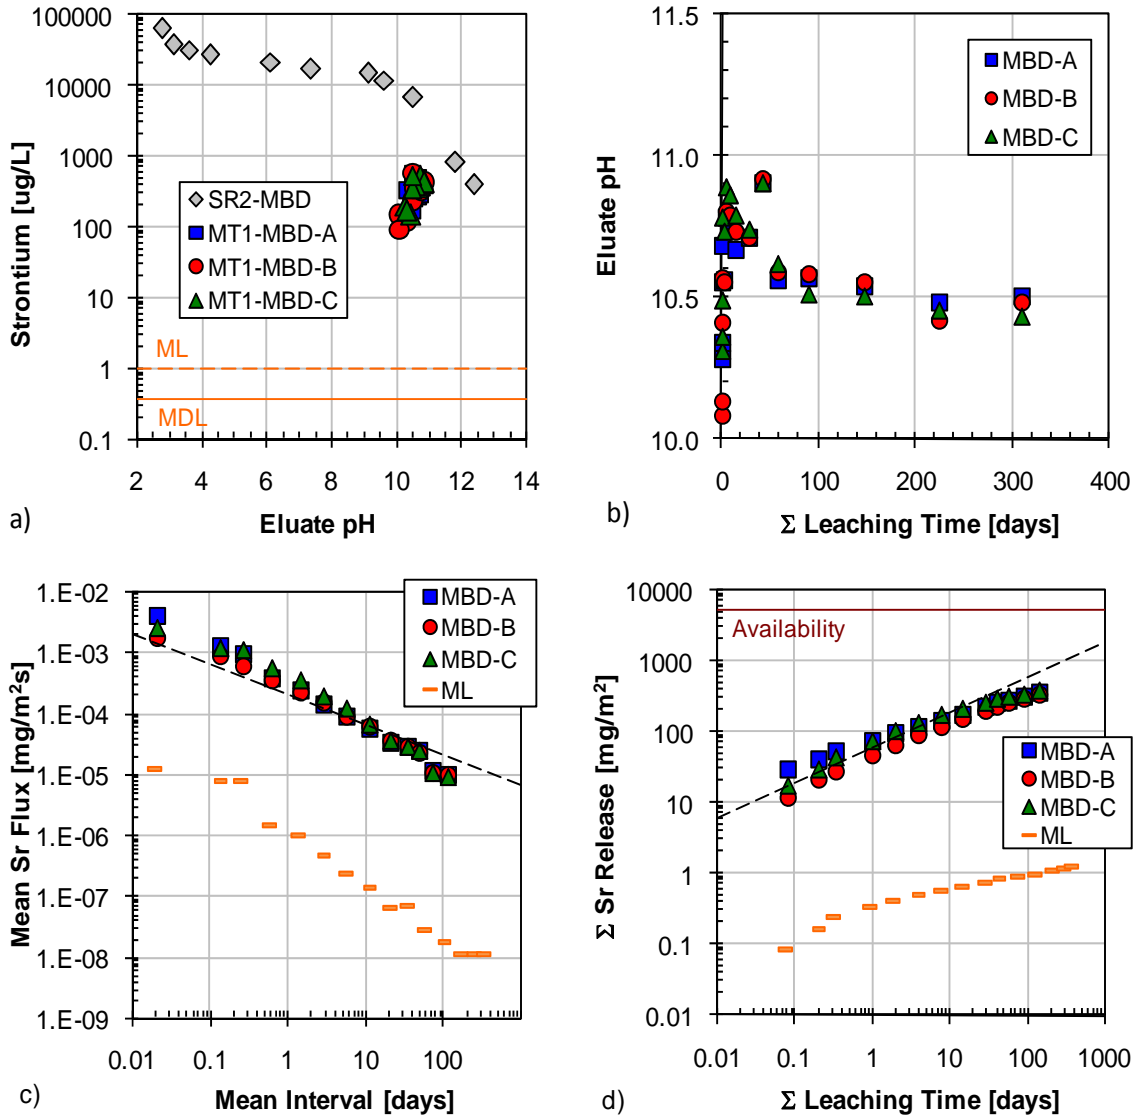 100000
10000
1000
100
10
1
0.1
Strontium [ug/L]
SR2-MBD
MT1-MBD-A
MT1-MBD-B
MT1-MBD-C
ML
MDL
2 4 6 8 10 12 14
Eluate pH
a)
11.5
11.0
10.5
10.0
Eluate pH
MBD-A
MBD-B
MBD-C
0 100 200 300 400
Σ Leaching Time [days]
b)
1.E-02
1.E-03
1.E-04
1.E-05
1.E-06
1.E-07
1.E-08
1.E-09
Mean Sr Flux [mg/m²s]
MBD-A
MBD-B
MBD-C
ML
0.01 0.1 1 10 100
Mean Interval [days]
c)
10000
1000
100
10
1
0.1
0.01
Σ Sr Release [mg/m²]
Availability
MBD-A
MBD-B
MBD-C
ML
0.01 0.1 1 10 100 1000
Σ Leaching Time [days]
d)